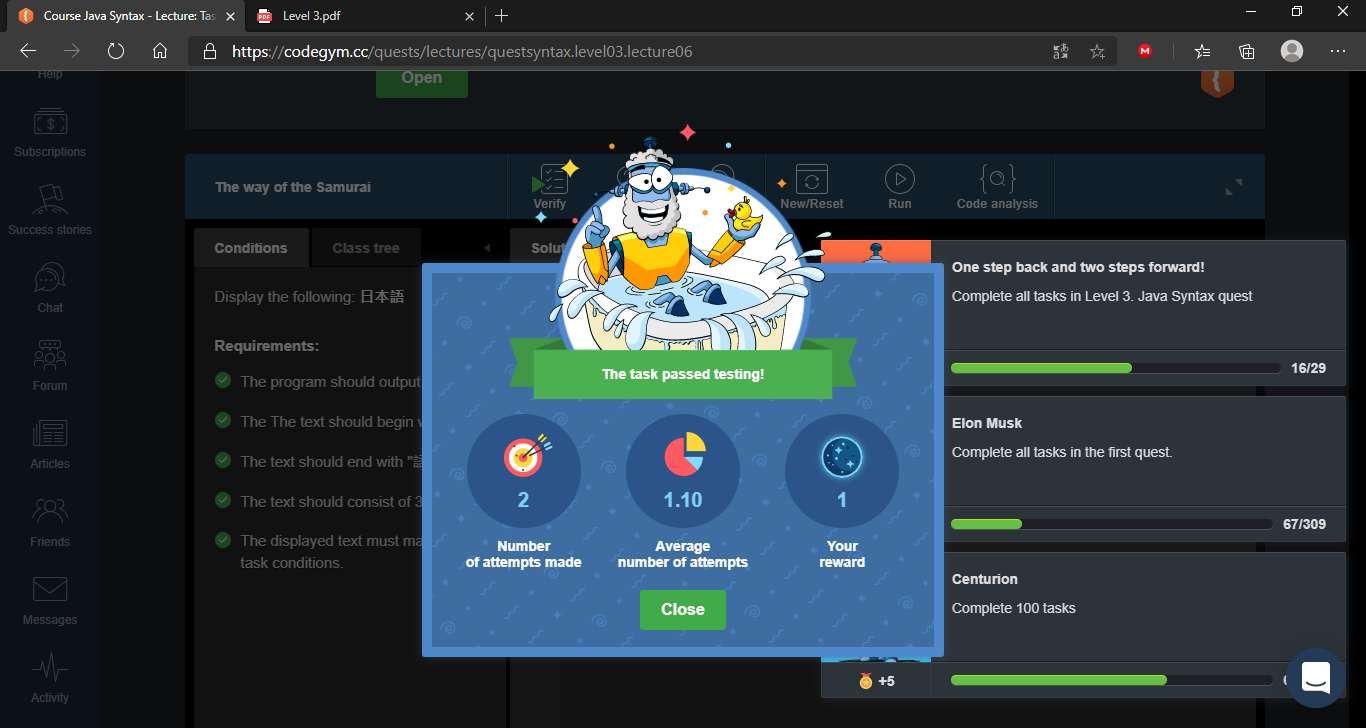 Course Java Syntax - Lecture: Tas
Level 3.pdf
https://codegym.cc/quests/lectures/questsyntax.level03.lecture06
Help
Open
Subscriptions
Success stories
Chat
Forum
Articles
Friends
Messages
Activity
The way of the Samurai
Verify
New/Reset
Run
Code analysis
Conditions
Class tree
Solut
Display the following: 日本語
Requirements:
The program should output
The The text should begin
The text should end with "語
The text should consist of 3
The displayed text must ma
task conditions.
The task passed testing!
2
1.10
1
Number
of attempts made
Average
number of attempts
Your
reward
Close
One step back and two steps forward!
Complete all tasks in Level 3. Java Syntax quest
16/29
Elon Musk
Complete all tasks in the first quest.
67/309
Centurion
Complete 100 tasks
+5